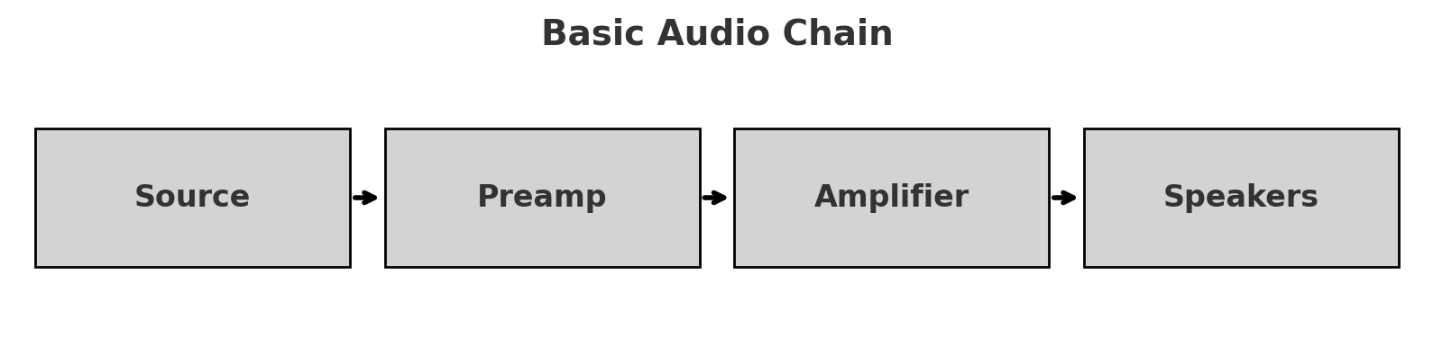 Basic Audio Chain
Source
Preamp
Amplifier
Speakers